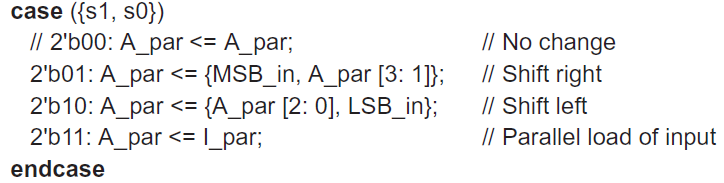 case ({s1, s0})
// 2'b00: A_par <= A_par; // No change
2'b01: A_par <= {MSB_in, A_par [3: 1]}; // Shift right
2'b10: A_par <= {A_par [2: 0], LSB_in}; // Shift left
2'b11: A_par <= I_par; // Parallel load of input
endcase